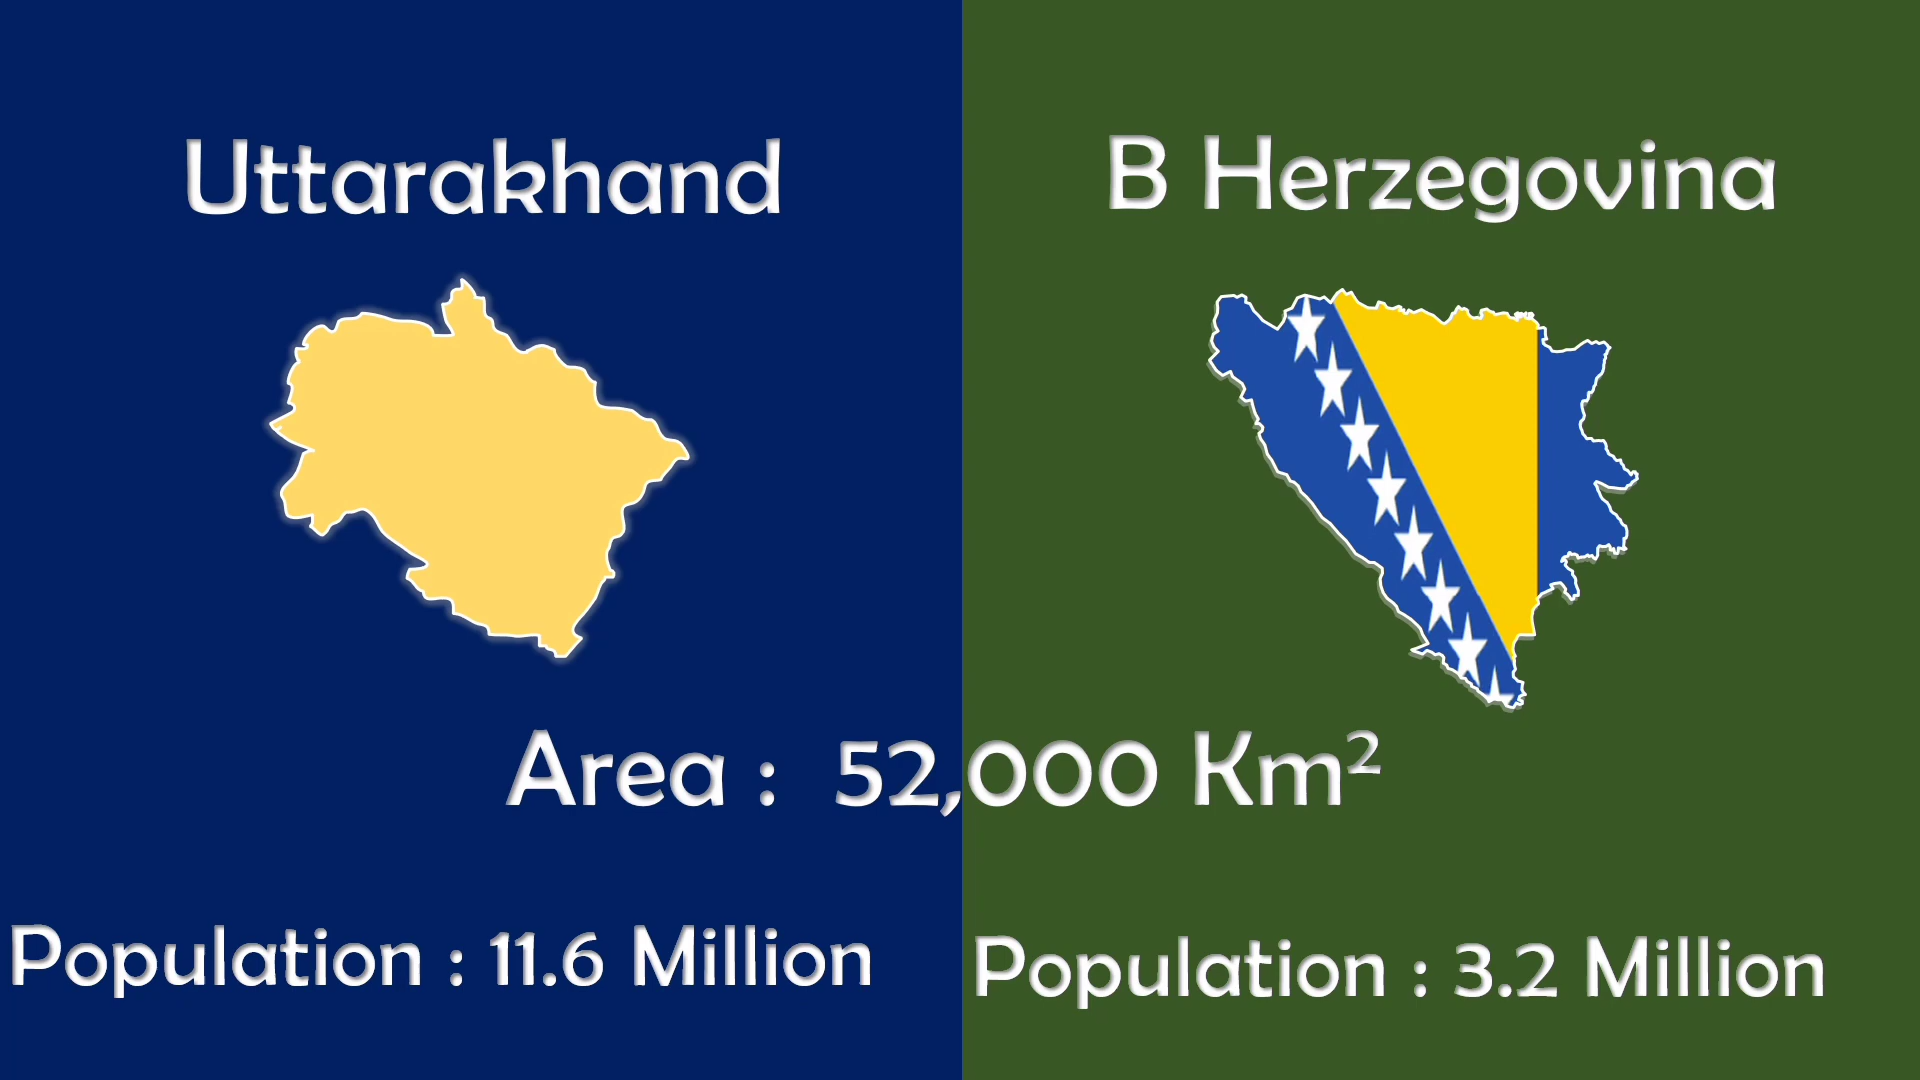 Uttarakhand
B Herzegovina
Area : 52,000 Km²
Population : 11.6 Million
Population : 3.2 Million